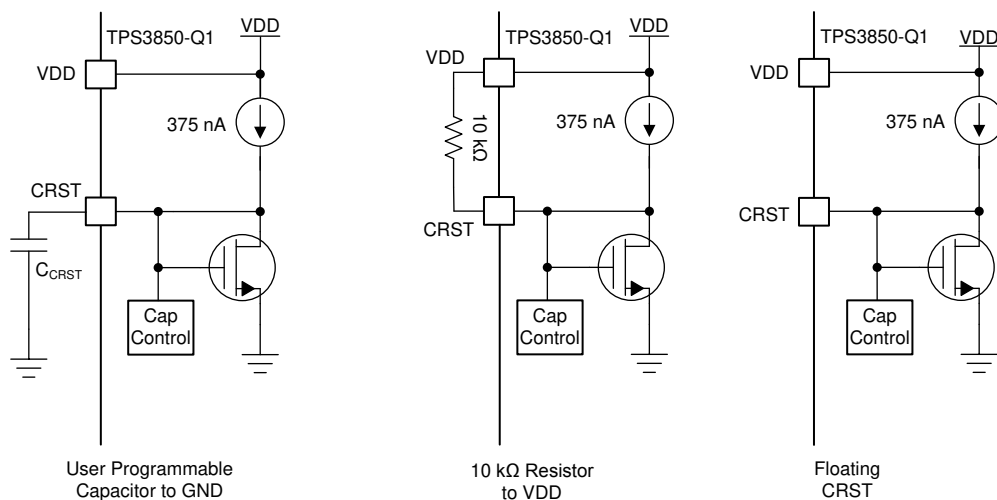 TPS3850-Q1
VDD
VDD
375 nA
CRST
C_CRST
Cap
Control
User Programmable
Capacitor to GND
TPS3850-Q1
VDD
VDD
10 kΩ
375 nA
CRST
Cap
Control
10 kΩ Resistor
to VDD
TPS3850-Q1
VDD
VDD
375 nA
CRST
Cap
Control
Floating
CRST